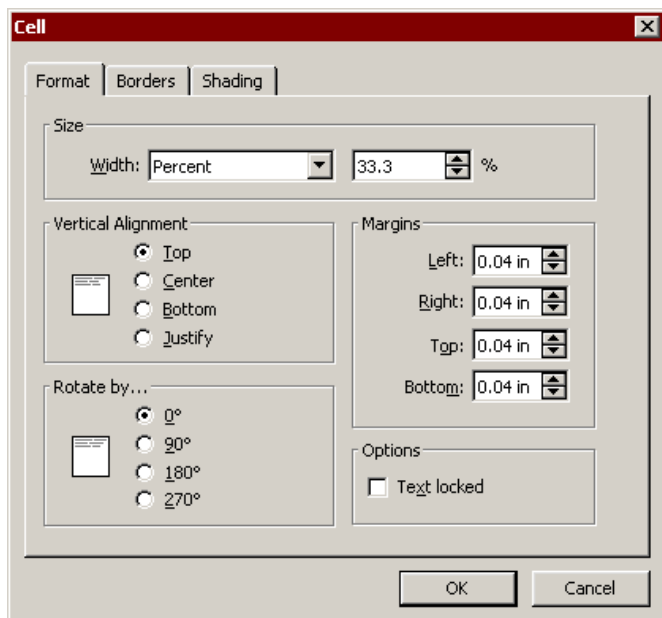 Cell
Format Borders Shading
Size
Width: Percent 33.3 %
Vertical Alignment
Top
Center
Bottom
Justify
Margins
Left: 0.04 in
Right: 0.04 in
Top: 0.04 in
Bottom: 0.04 in
Rotate by...
0°
90°
180°
270°
Options
Text locked
OK Cancel